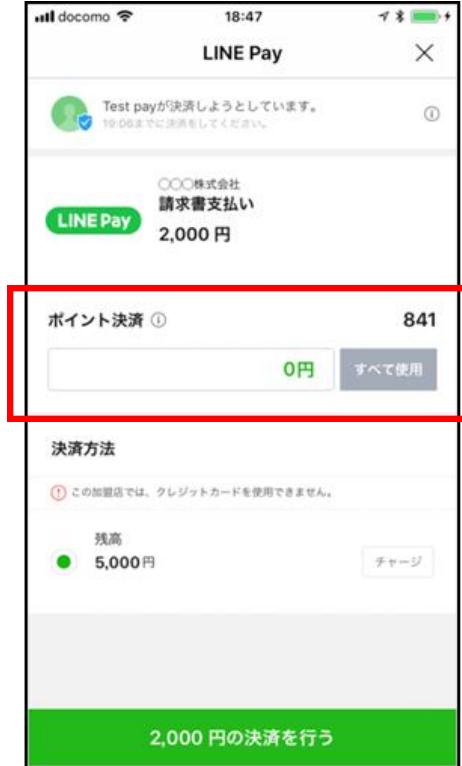 docomo 18:47
LINE Pay
Test payが決済しようとしています。
19:06までに決済をしてください。
〇〇〇株式会社
LINE Pay
請求書支払い
2,000 円
ポイント決済 841
0円 すべて使用
決済方法
この加盟店では、クレジットカードを使用できません。
残高
5,000円 チャージ
2,000 円の決済を行う